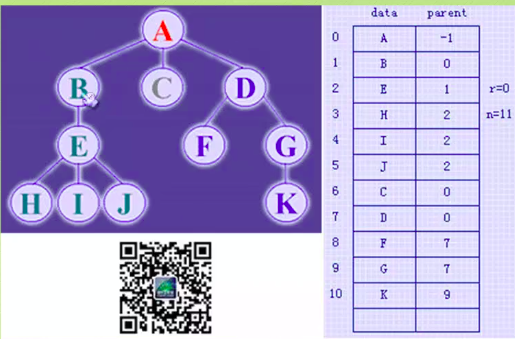 A
B C D
E F G
H I J K
data parent
0 A -1
1 B 0
2 E 1 r=0
3 H 2 n=11
4 I 2
5 J 2
6 C 0
7 D 0
8 F 7
9 G 7
10 K 9